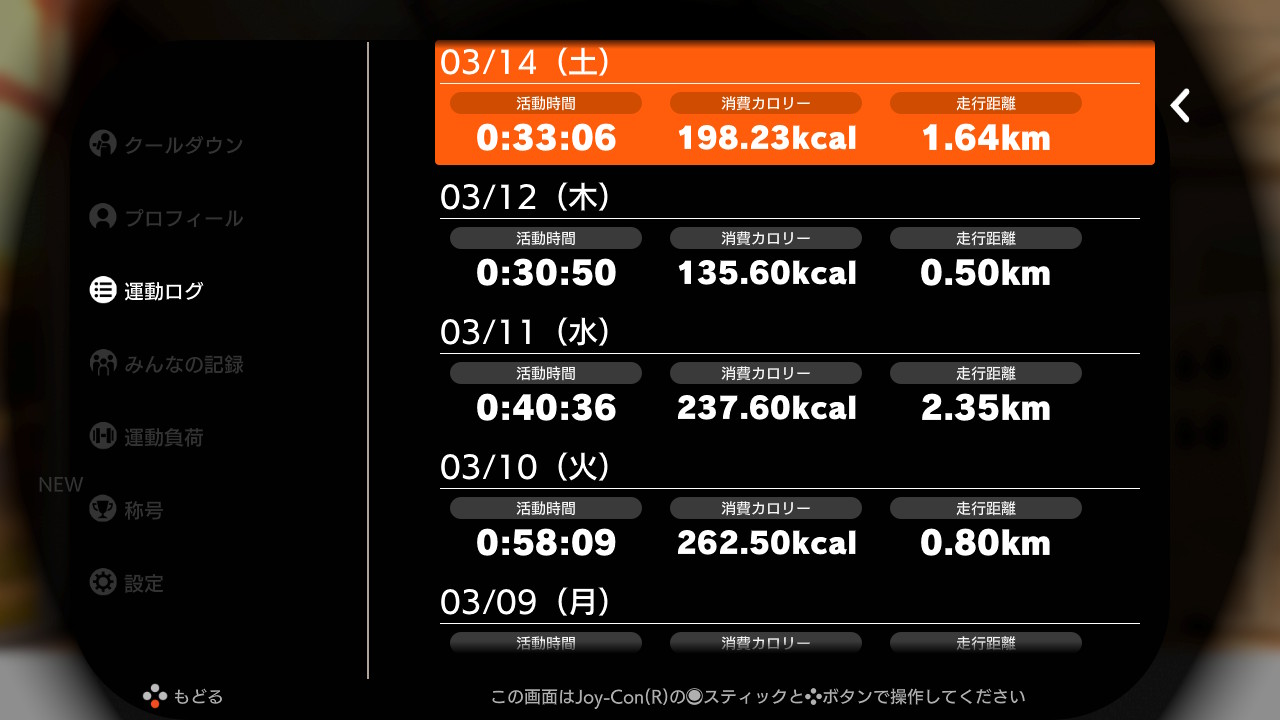 クールダウン
プロフィール
運動ログ
みんなの記録
運動負荷
NEW
称号
設定
03/14（土）
活動時間 消費カロリー 走行距離
0:33:06 198.23kcal 1.64km
03/12（木）
活動時間 消費カロリー 走行距離
0:30:50 135.60kcal 0.50km
03/11（水）
活動時間 消費カロリー 走行距離
0:40:36 237.60kcal 2.35km
03/10（火）
活動時間 消費カロリー 走行距離
0:58:09 262.50kcal 0.80km
03/09（月）
活動時間 消費カロリー 走行距離
もどる
この画面はJoy-Con(R)のスティックとボタンで操作してください